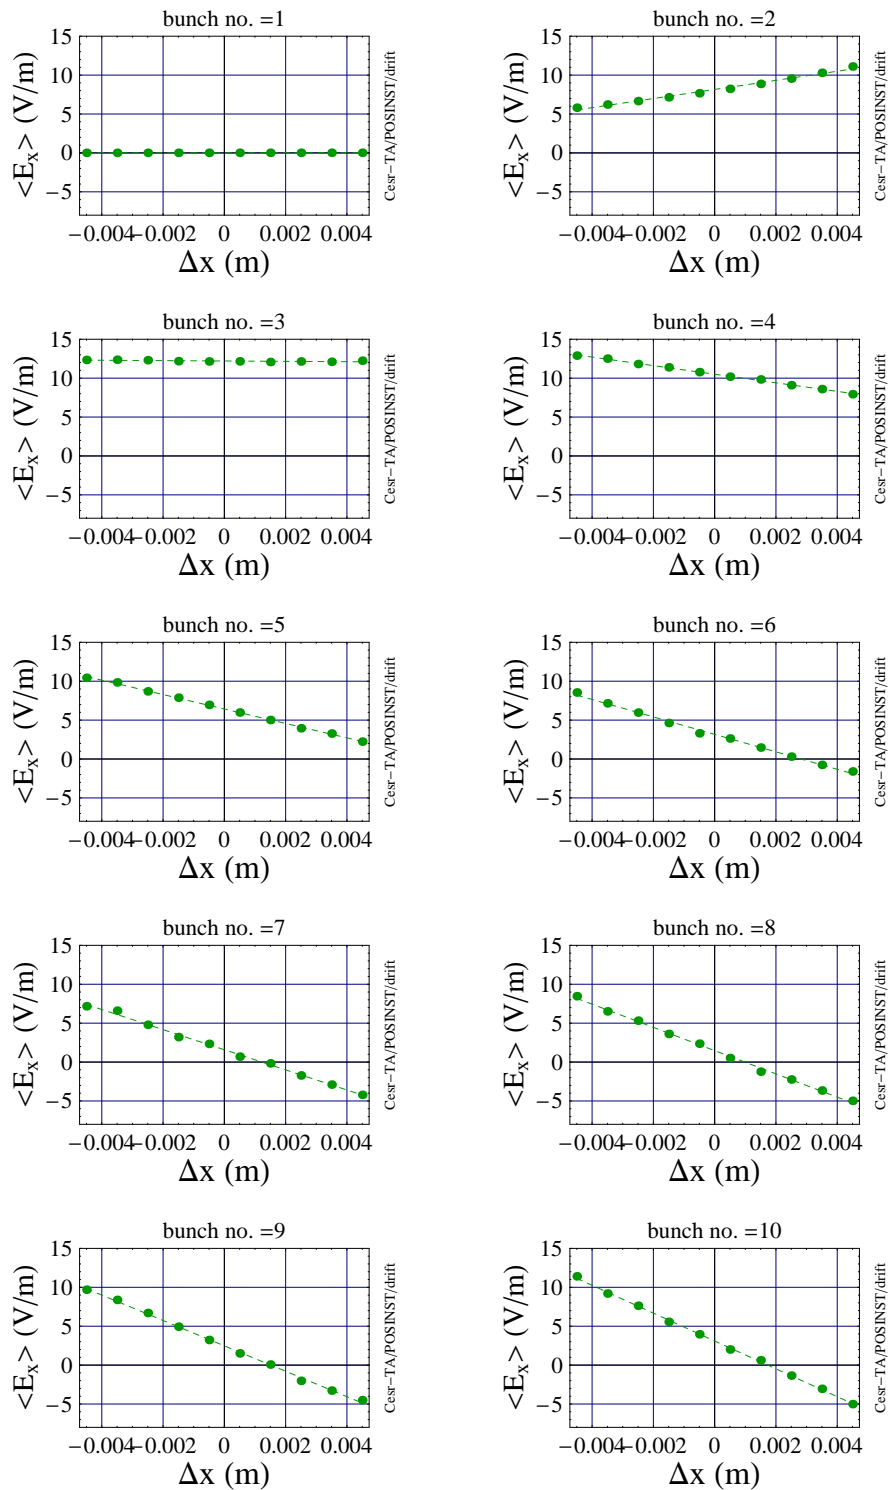 bunch no. =1
15
10
5
0
−5
<E_x> (V/m)
−0.004 −0.002 0 0.002 0.004
Δx (m)
Cesr−TA/POSINST/drift
bunch no. =2
15
10
5
0
−5
<E_x> (V/m)
−0.004 −0.002 0 0.002 0.004
Δx (m)
Cesr−TA/POSINST/drift
bunch no. =3
15
10
5
0
−5
<E_x> (V/m)
−0.004 −0.002 0 0.002 0.004
Δx (m)
Cesr−TA/POSINST/drift
bunch no. =4
15
10
5
0
−5
<E_x> (V/m)
−0.004 −0.002 0 0.002 0.004
Δx (m)
Cesr−TA/POSINST/drift
bunch no. =5
15
10
5
0
−5
<E_x> (V/m)
−0.004 −0.002 0 0.002 0.004
Δx (m)
Cesr−TA/POSINST/drift
bunch no. =6
15
10
5
0
−5
<E_x> (V/m)
−0.004 −0.002 0 0.002 0.004
Δx (m)
Cesr−TA/POSINST/drift
bunch no. =7
15
10
5
0
−5
<E_x> (V/m)
−0.004 −0.002 0 0.002 0.004
Δx (m)
Cesr−TA/POSINST/drift
bunch no. =8
15
10
5
0
−5
<E_x> (V/m)
−0.004 −0.002 0 0.002 0.004
Δx (m)
Cesr−TA/POSINST/drift
bunch no. =9
15
10
5
0
−5
<E_x> (V/m)
−0.004 −0.002 0 0.002 0.004
Δx (m)
Cesr−TA/POSINST/drift
bunch no. =10
15
10
5
0
−5
<E_x> (V/m)
−0.004 −0.002 0 0.002 0.004
Δx (m)
Cesr−TA/POSINST/drift